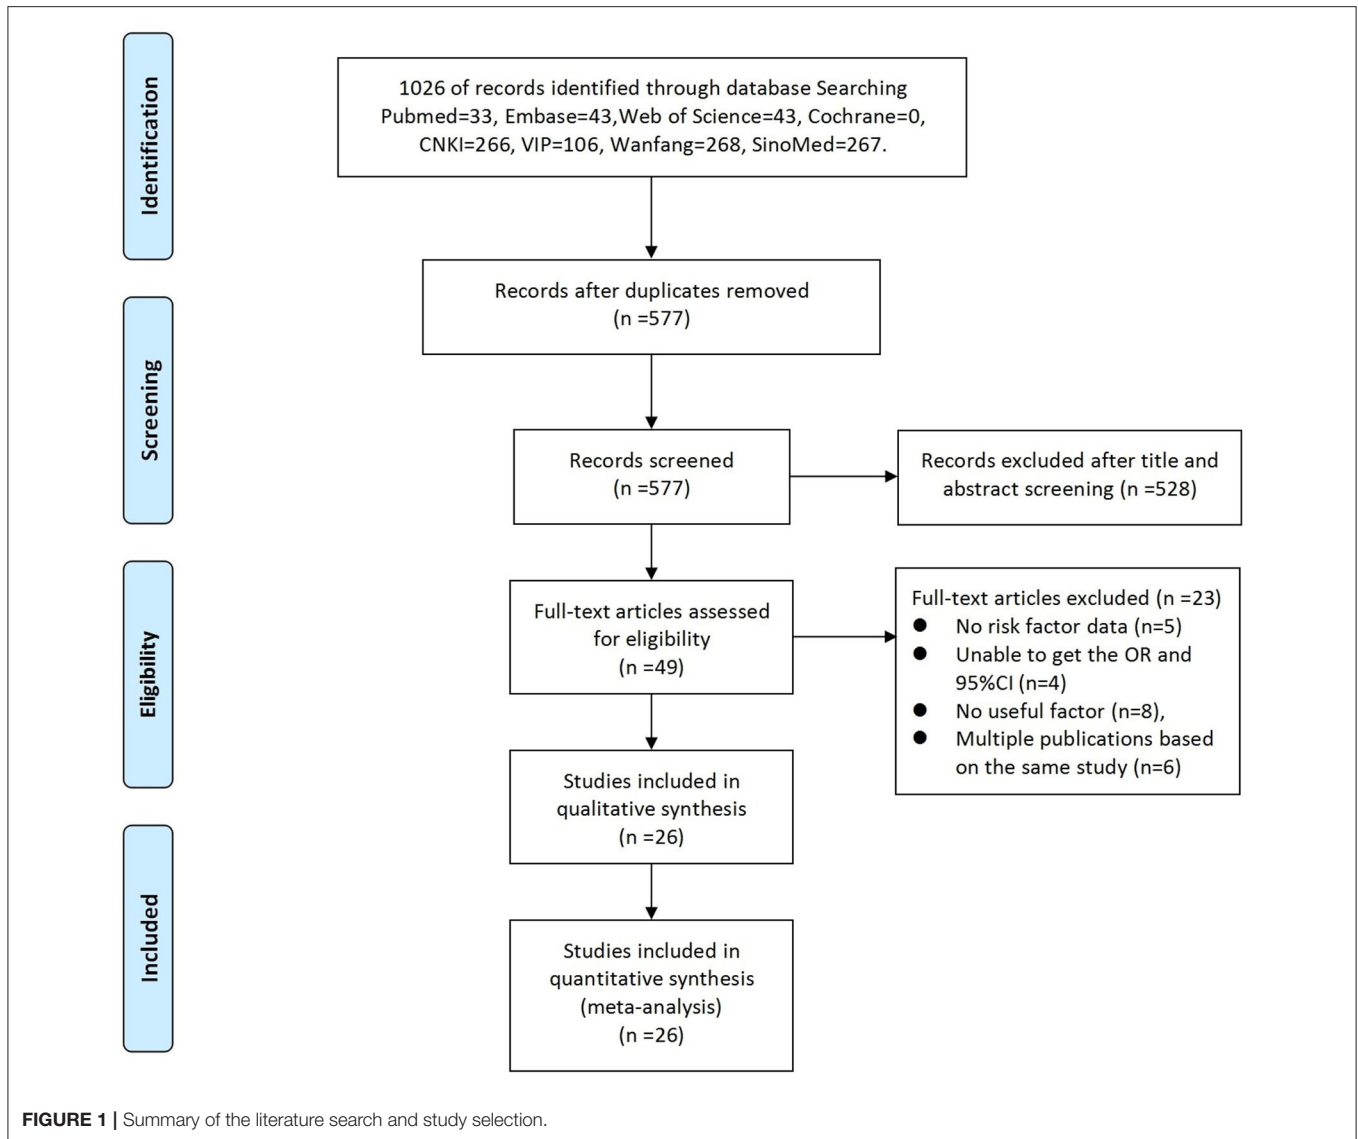 Identification
1026 of records identified through database Searching
Pubmed=33, Embase=43,Web of Science=43, Cochrane=0,
CNKI=266, VIP=106, Wanfang=268, SinoMed=267.
Records after duplicates removed
(n =577)
Screening
Records screened
(n =577)
Records excluded after title and
abstract screening (n =528)
Eligibility
Full-text articles assessed
for eligibility
(n =49)
Full-text articles excluded (n =23)
● No risk factor data (n=5)
● Unable to get the OR and
95%CI (n=4)
● No useful factor (n=8),
● Multiple publications based
on the same study (n=6)
Studies included in
qualitative synthesis
(n =26)
Included
Studies included in
quantitative synthesis
(meta-analysis)
(n =26)
FIGURE 1 | Summary of the literature search and study selection.